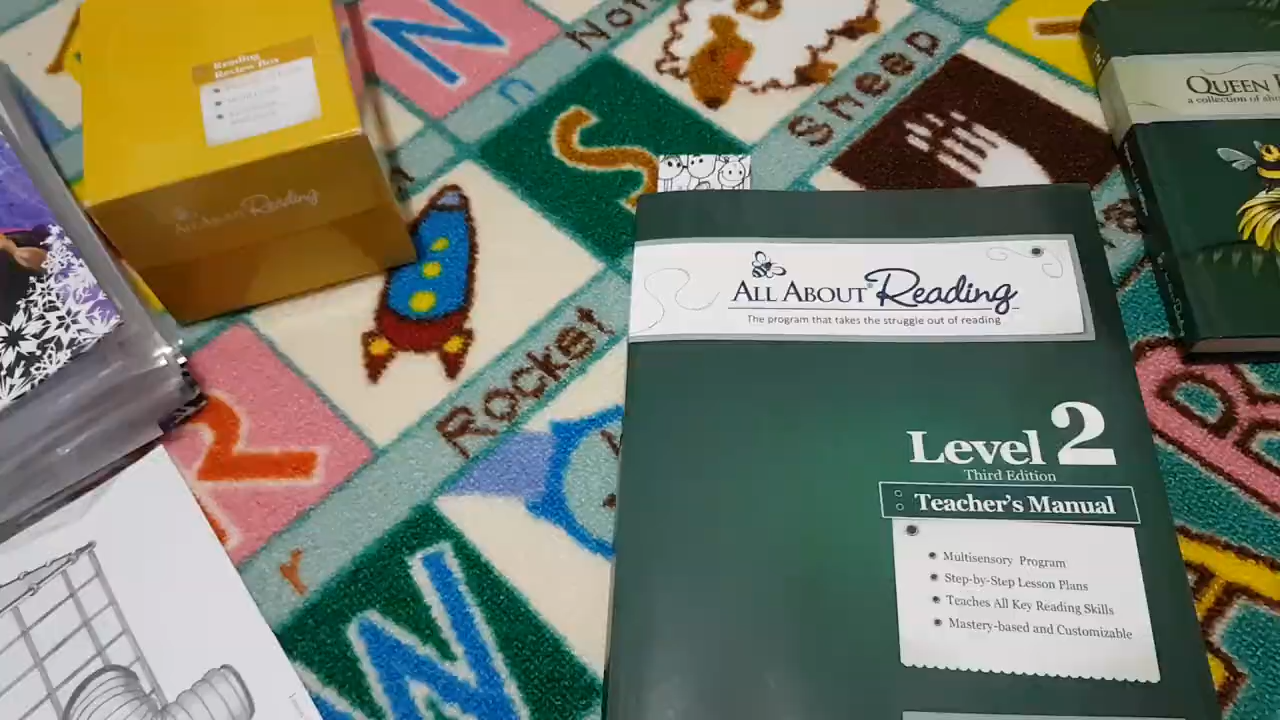 Reading
Review Box
All About Reading
N
n
Sheep
Rocket
r
W
Queen
a collection of
All About Reading
The program that takes the struggle out of reading
Level 2
Third Edition
Teacher's Manual
Multisensory Program
Step-by-Step Lesson Plans
Teaches All Key Reading Skills
Mastery-based and Customizable